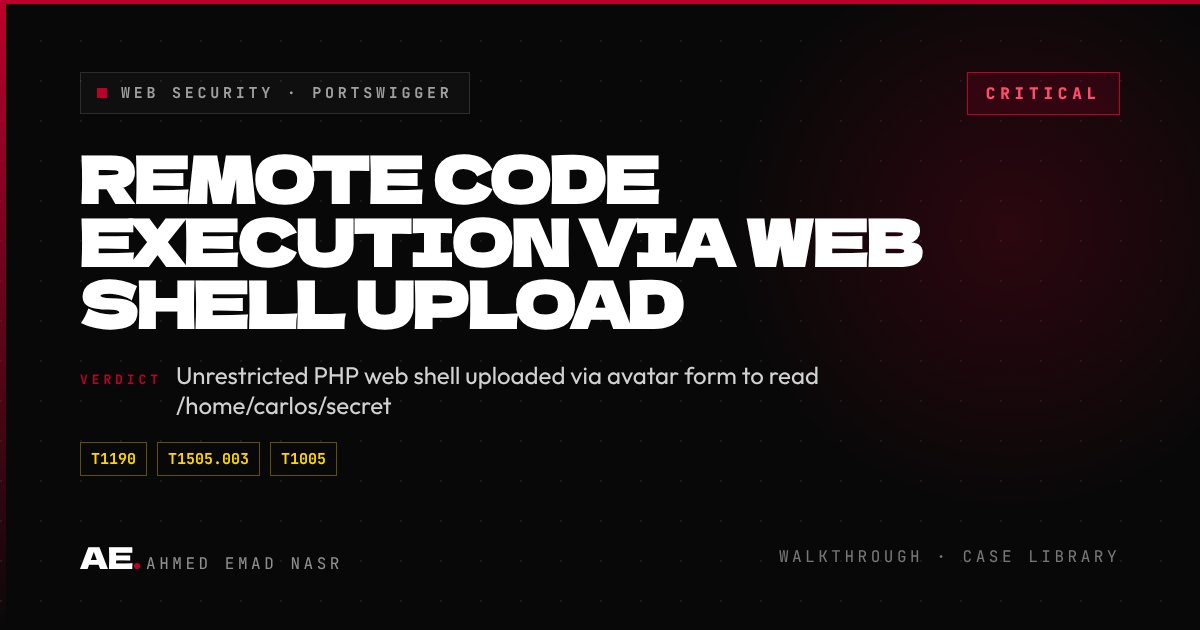 WEB SECURITY · PORTSWIGGER
CRITICAL
REMOTE CODE
EXECUTION VIA WEB
SHELL UPLOAD
VERDICT Unrestricted PHP web shell uploaded via avatar form to read
/home/carlos/secret
T1190 T1505.003 T1005
AE. AHMED EMAD NASR
WALKTHROUGH · CASE LIBRARY